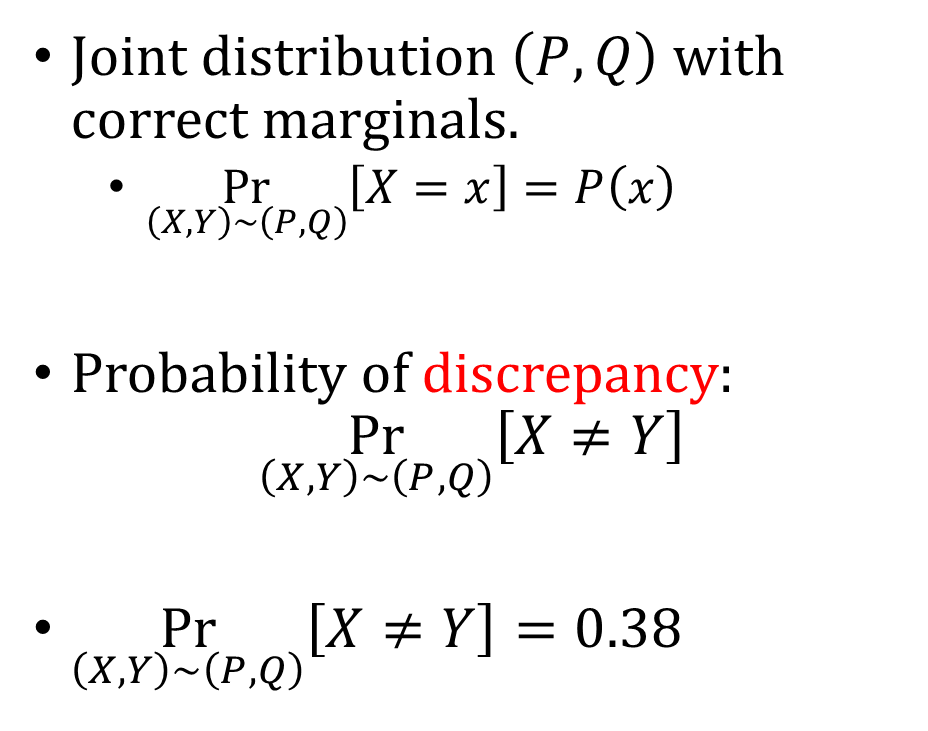 • Joint distribution (P, Q) with
correct marginals.
• Pr [X = x] = P(x)
(X,Y)~(P,Q)
• Probability of discrepancy:
Pr [X ≠ Y]
(X,Y)~(P,Q)
• Pr [X ≠ Y] = 0.38
(X,Y)~(P,Q)